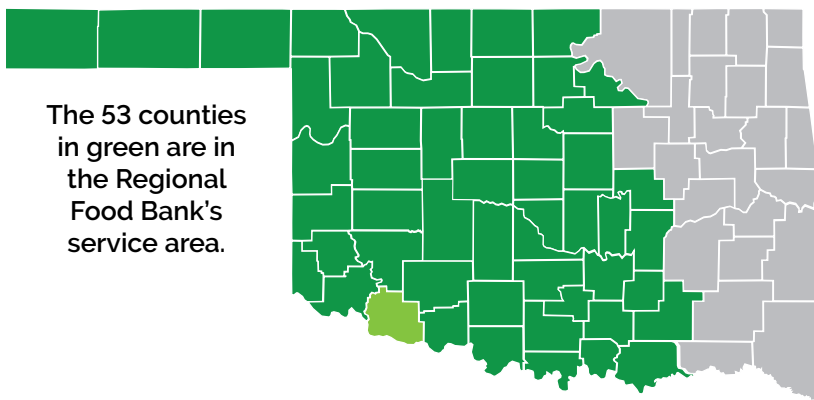 The 53 counties
in green are in
the Regional
Food Bank's
service area.